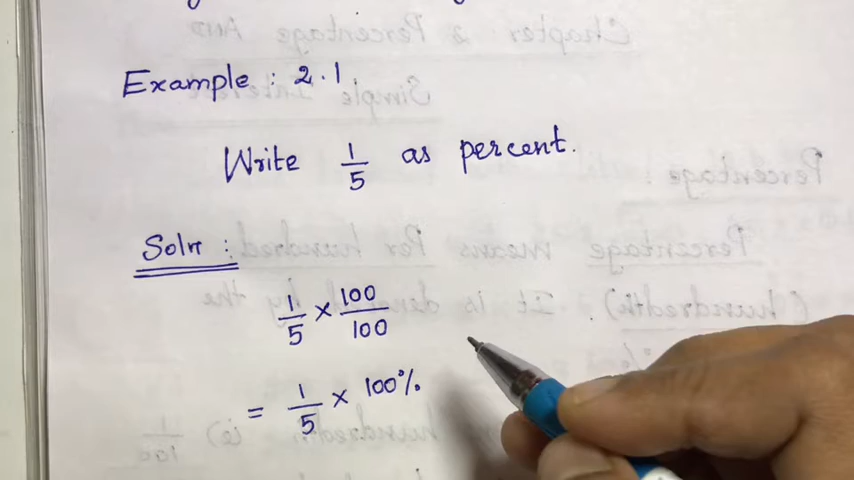 Example : 2.1
Write 1/5 as percent.
Soln :
1/5 × 100/100
= 1/5 × 100%